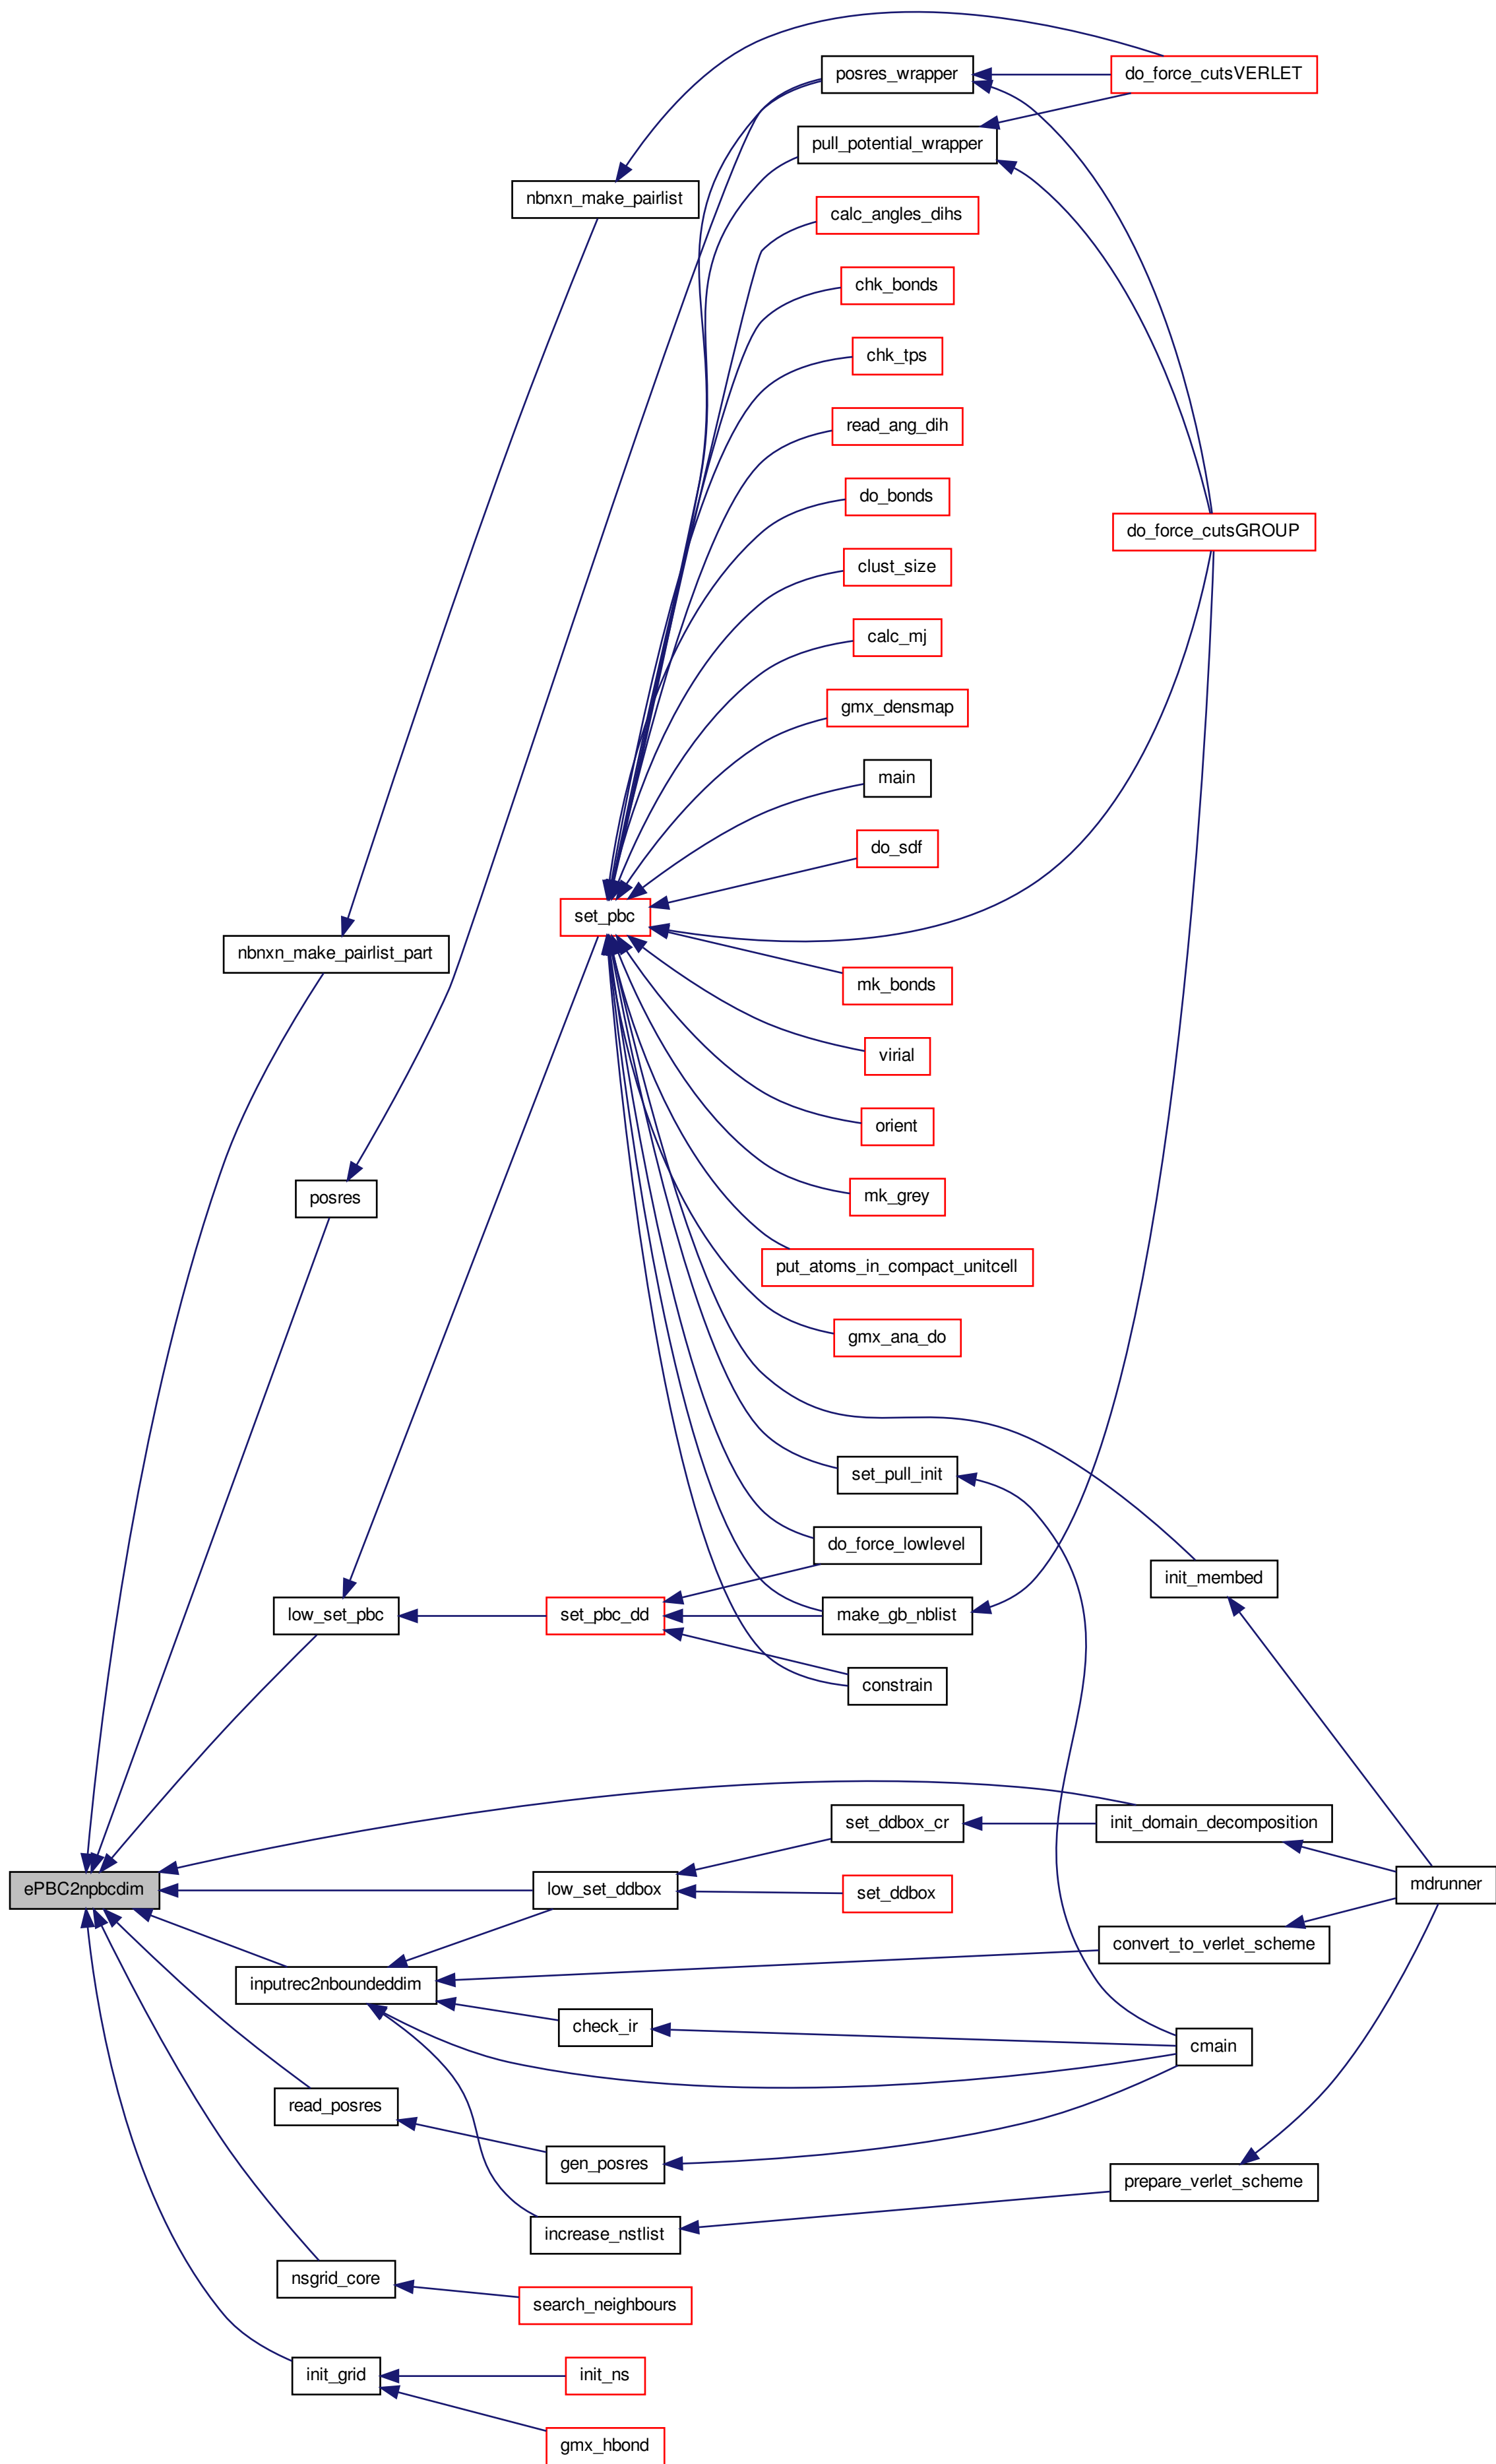 posres_wrapper
do_force_cutsVERLET
pull_potential_wrapper
nbnxn_make_pairlist
calc_angles_dihs
chk_bonds
chk_tps
read_ang_dih
do_bonds
do_force_cutsGROUP
clust_size
calc_mj
gmx_densmap
main
do_sdf
set_pbc
nbnxn_make_pairlist_part
mk_bonds
virial
orient
posres
mk_grey
put_atoms_in_compact_unitcell
gmx_ana_do
set_pull_init
do_force_lowlevel
init_membed
low_set_pbc
set_pbc_dd
make_gb_nblist
constrain
set_ddbox_cr
init_domain_decomposition
mdrunner
ePBC2npbcdim
low_set_ddbox
set_ddbox
convert_to_verlet_scheme
inputrec2nboundeddim
check_ir
cmain
read_posres
gen_posres
prepare_verlet_scheme
increase_nstlist
nsgrid_core
search_neighbours
init_grid
init_ns
gmx_hbond